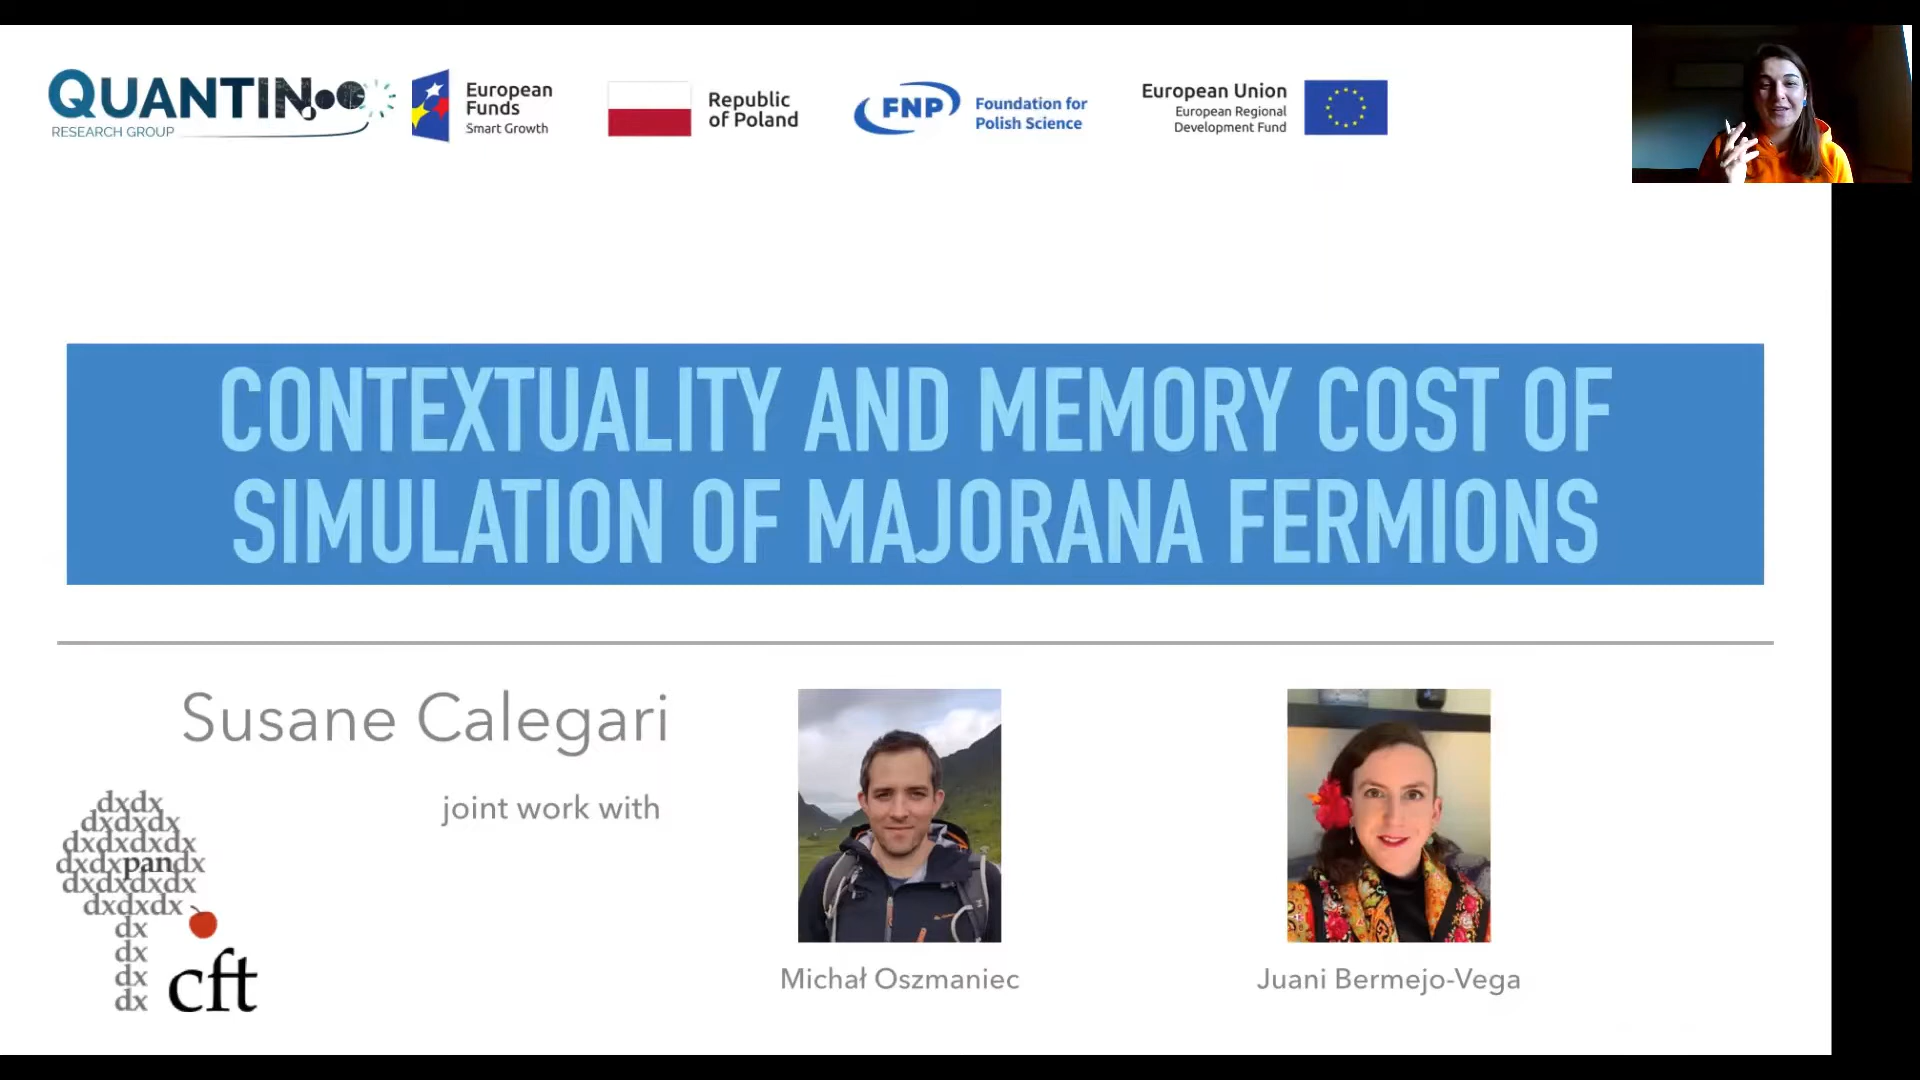 QUANTIN
RESEARCH GROUP
European
Funds
Smart Growth
Republic
of Poland
FNP
Foundation for
Polish Science
European Union
European Regional
Development Fund
CONTEXTUALITY AND MEMORY COST OF
SIMULATION OF MAJORANA FERMIONS
Susane Calegari
joint work with
dxdx
dxdxdx
dxdxdxdx
dxdxpandx
dxdxdxdx
dxdxdx
dx
dx
dx
dx
cft
Michał Oszmaniec
Juani Bermejo-Vega